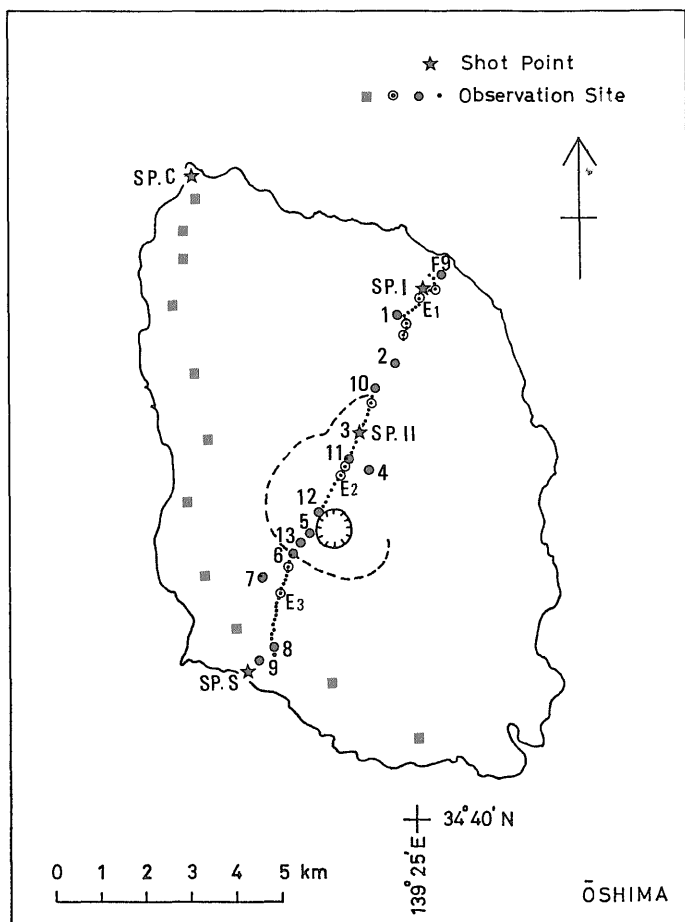 Shot Point
Observation Site
SP. C
F9
SP. I
E1
1
2
10
3 SP. II
11
4
E2
12
5
13
6
7
E3
8
9
SP. S
34°40'N
139°25'E
0 1 2 3 4 5 km
ŌSHIMA